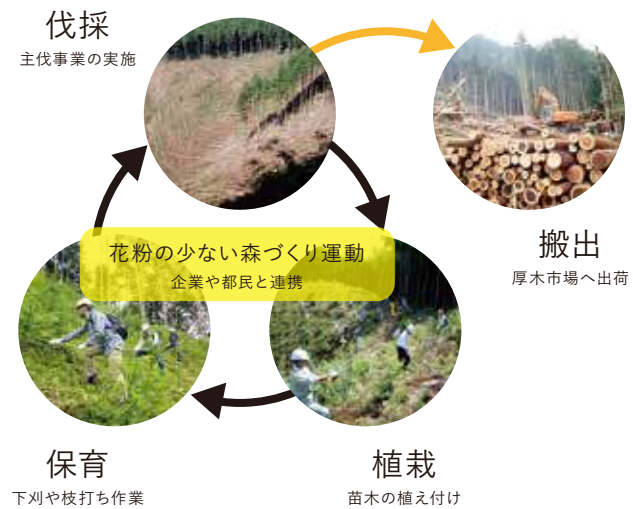 伐採
主伐事業の実施
搬出
厚木市場へ出荷
花粉の少ない森づくり運動
企業や都民と連携
保育
下刈や枝打ち作業
植栽
苗木の植え付け